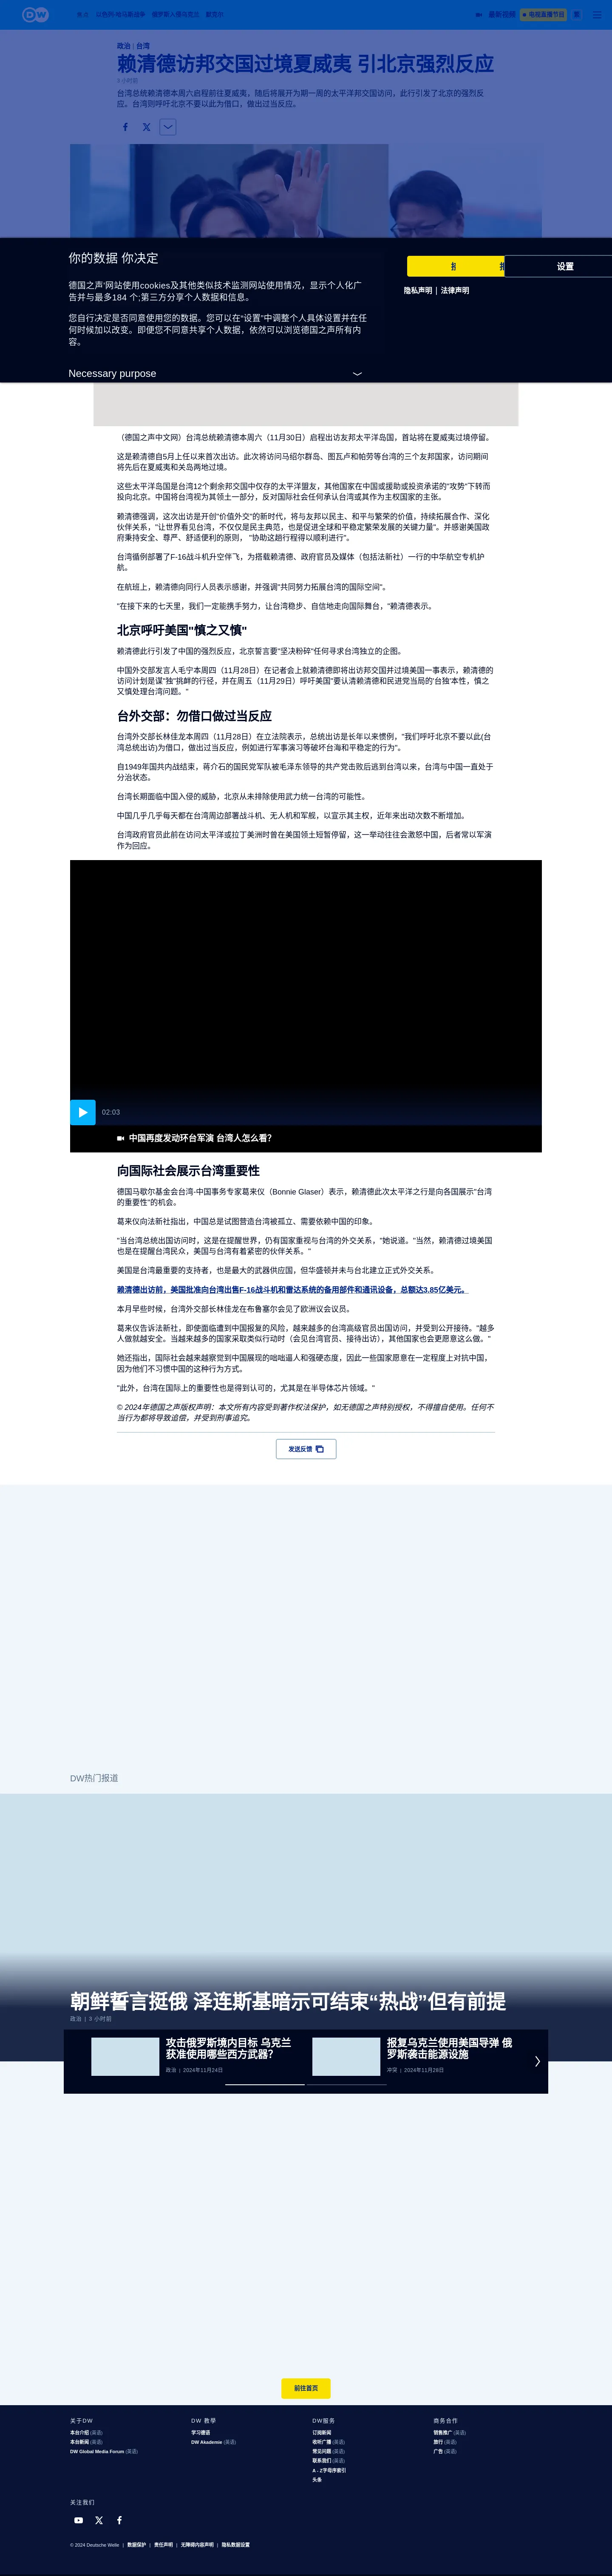 DW
以色列-哈马斯战争
俄罗斯入侵乌克兰
默克尔
最新视频
电视直播节目
政治 | 台湾
赖清德访邦交国过境夏威夷 引北京强烈反应
3 小时前
台湾总统赖清德本周六启程前往夏威夷，随后将展开为期一周的太平洋邦交国访问，此行引发了北京的强烈反
应。台湾则呼吁北京不要以此为借口，做出过当反应。
你的数据 你决定
设置
德国之声'网站使用cookies及其他类似技术监测网站使用情况，显示个人化广
告并与最多184 个;第三方分享个人数据和信息。
隐私声明 | 法律声明
您自行决定是否同意使用您的数据。您可以在"设置"中调整个人具体设置并在任
何时候加以改变。即便您不同意共享个人数据，依然可以浏览德国之声所有内
容。
Necessary purpose
（德国之声中文网）台湾总统赖清德本周六（11月30日）启程出访友邦太平洋岛国，首站将在夏威夷过境停留。
这是赖清德自5月上任以来首次出访。此次将访问马绍尔群岛、图瓦卢和帕劳等台湾的三个友邦国家，访问期间
将先后在夏威夷和关岛两地过境。
这些太平洋岛国是台湾12个剩余邦交国中仅存的太平洋盟友，其他国家在中国或援助或投资承诺的"攻势"下转而
投向北京。中国将台湾视为其领土一部分，反对国际社会任何承认台湾或其作为主权国家的主张。
赖清德强调，这次出访是开创"价值外交"的新时代，将与友邦以民主、和平与繁荣的价值，持续拓展合作、深化
伙伴关系，"让世界看见台湾，不仅仅是民主典范，也是促进全球和平稳定繁荣发展的关键力量"。并感谢美国政
府秉持安全、尊严、舒适便利的原则， "协助这趟行程得以顺利进行"。
台湾循例部署了F-16战斗机升空伴飞，为搭载赖清德、政府官员及媒体（包括法新社）一行的中华航空专机护
航。
在航班上，赖清德向同行人员表示感谢，并强调"共同努力拓展台湾的国际空间"。
"在接下来的七天里，我们一定能携手努力，让台湾稳步、自信地走向国际舞台，"赖清德表示。
北京呼吁美国"慎之又慎"
赖清德此行引发了中国的强烈反应，北京誓言要"坚决粉碎"任何寻求台湾独立的企图。
中国外交部发言人毛宁本周四（11月28日）在记者会上就赖清德即将出访邦交国并过境美国一事表示，赖清德的
访问计划是谋"独"挑衅的行径，并在周五（11月29日）呼吁美国"要认清赖清德和民进党当局的'台独'本性，慎之
又慎处理台湾问题。"
台外交部：勿借口做过当反应
台湾外交部长林佳龙本周四（11月28日）在立法院表示，总统出访是长年以来惯例，"我们呼吁北京不要以此(台
湾总统出访)为借口，做出过当反应，例如进行军事演习等破坏台海和平稳定的行为"。
自1949年国共内战结束，蒋介石的国民党军队被毛泽东领导的共产党击败后逃到台湾以来，台湾与中国一直处于
分治状态。
台湾长期面临中国入侵的威胁，北京从未排除使用武力统一台湾的可能性。
中国几乎几乎每天都在台湾周边部署战斗机、无人机和军舰，以宣示其主权，近年来出动次数不断增加。
台湾政府官员此前在访问太平洋或拉丁美洲时曾在美国领土短暂停留，这一举动往往会激怒中国，后者常以军演
作为回应。
02:03
中国再度发动环台军演 台湾人怎么看？
向国际社会展示台湾重要性
德国马歇尔基金会台湾-中国事务专家葛来仪（Bonnie Glaser）表示，赖清德此次太平洋之行是向各国展示"台湾
的重要性"的机会。
葛来仪向法新社指出，中国总是试图营造台湾被孤立、需要依赖中国的印象。
"当台湾总统出国访问时，这是在提醒世界，仍有国家重视与台湾的外交关系，"她说道。"当然，赖清德过境美国
也是在提醒台湾民众，美国与台湾有着紧密的伙伴关系。"
美国是台湾最重要的支持者，也是最大的武器供应国，但华盛顿并未与台北建立正式外交关系。
赖清德出访前，美国批准向台湾出售F-16战斗机和雷达系统的备用部件和通讯设备，总额达3.85亿美元。
本月早些时候，台湾外交部长林佳龙在布鲁塞尔会见了欧洲议会议员。
葛来仪告诉法新社，即使面临遭到中国报复的风险，越来越多的台湾高级官员出国访问，并受到公开接待。"越多
人做就越安全。当越来越多的国家采取类似行动时（会见台湾官员、接待出访），其他国家也会更愿意这么做。"
她还指出，国际社会越来越察觉到中国展现的咄咄逼人和强硬态度，因此一些国家愿意在一定程度上对抗中国，
因为他们不习惯中国的这种行为方式。
"此外，台湾在国际上的重要性也是得到认可的，尤其是在半导体芯片领域。"
© 2024年德国之声版权声明：本文所有内容受到著作权法保护，如无德国之声特别授权，不得擅自使用。任何不
当行为都将导致追偿，并受到刑事追究。
发送反馈
DW热门报道
朝鲜誓言挺俄 泽连斯基暗示可结束“热战”但有前提
政治 | 3 小时前
攻击俄罗斯境内目标 乌克兰
获准使用哪些西方武器？
政治 | 2024年11月24日
报复乌克兰使用美国导弹 俄
罗斯袭击能源设施
冲突 | 2024年11月28日
前往首页
关于DW
本台介绍 (英语)
本台新闻 (英语)
DW Global Media Forum (英语)
DW 教学
学习德语
DW Akademie (英语)
DW服务
订阅新闻
收听广播 (英语)
常见问题 (英语)
联系我们 (英语)
A - Z字母序索引
头条
商务合作
销售推广 (英语)
旅行 (英语)
广告 (英语)
关注我们
© 2024 Deutsche Welle | 数据保护 | 责任声明 | 无障碍内容声明 | 隐私数据设置